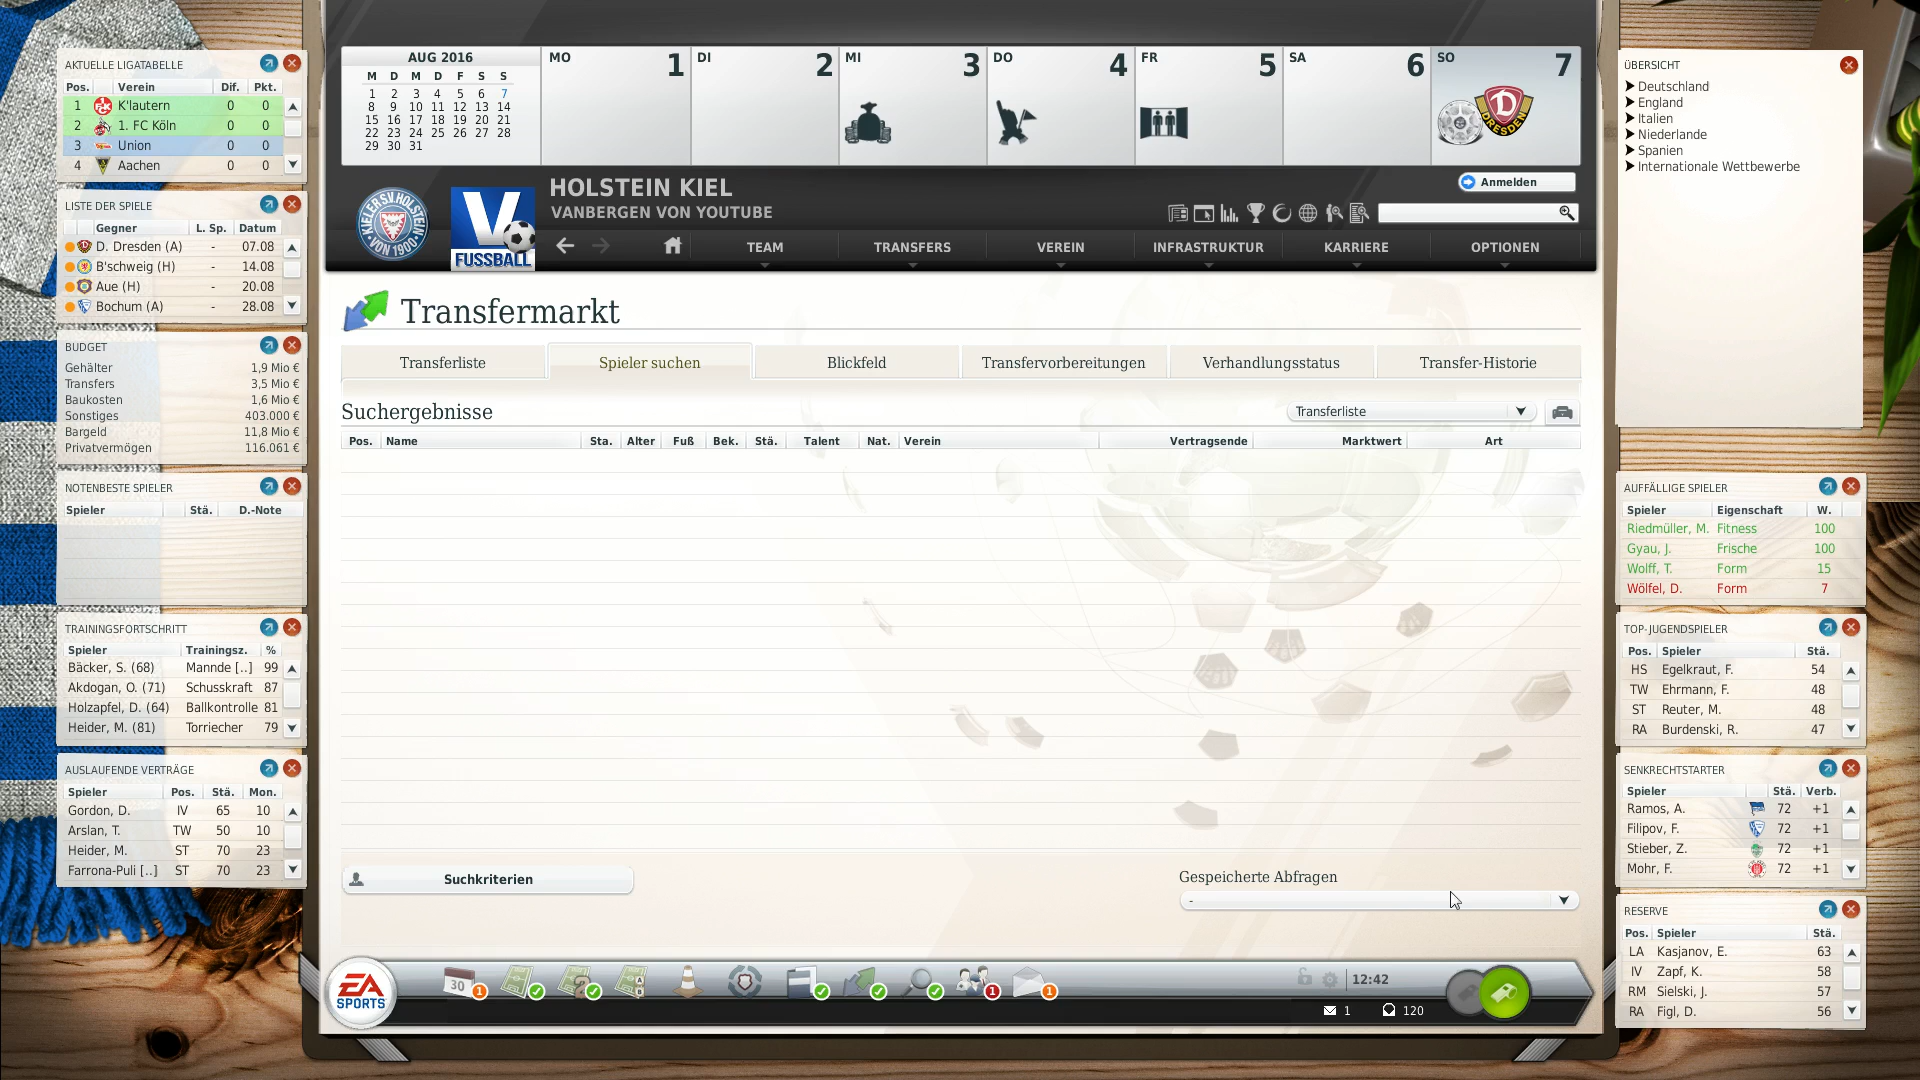 AKTUELLE LIGATABELLE
Pos. Verein Dif. Pkt.
1 K'lautern 0 0
2 1. FC Köln 0 0
3 Union 0 0
4 Aachen 0 0
LISTE DER SPIELE
Gegner L. Sp. Datum
D. Dresden (A) - 07.08
B'schweig (H) - 14.08
Aue (H) - 20.08
Bochum (A) - 28.08
BUDGET
Gehälter 1,9 Mio €
Transfers 3,5 Mio €
Baukosten 1,6 Mio €
Sonstiges 403.000 €
Bargeld 11,8 Mio €
Privatvermögen 116.061 €
NOTENBESTE SPIELER
Spieler Stä. D.-Note
TRAININGSFORTSCHRITT
Spieler Trainingsz. %
Bäcker, S. (68) Mannde [..] 99
Akdogan, O. (71) Schusskraft 87
Holzapfel, D. (64) Ballkontrolle 81
Heider, M. (81) Torriecher 79
AUSLAUFENDE VERTRÄGE
Spieler Pos. Stä. Mon.
Gordon, D. IV 65 10
Arslan, T. TW 50 10
Heider, M. ST 70 23
Farrona-Puli [..] ST 70 23
AUG 2016
M D M D F S S
1 2 3 4 5 6 7
8 9 10 11 12 13 14
15 16 17 18 19 20 21
22 23 24 25 26 27 28
29 30 31
MO 1 DI 2 MI 3 DO 4 FR 5 SA 6 SO 7
DRESDEN
KIELER S.V. HOLSTEIN VON 1900
V FUSSBALL
HOLSTEIN KIEL
VANBERGEN VON YOUTUBE
Anmelden
TEAM TRANSFERS VEREIN INFRASTRUKTUR KARRIERE OPTIONEN
Transfermarkt
Transferliste Spieler suchen Blickfeld Transfervorbereitungen Verhandlungsstatus Transfer-Historie
Suchergebnisse
Transferliste
Pos. Name Sta. Alter Fuß Bek. Stä. Talent Nat. Verein Vertragsende Marktwert Art
Suchkriterien
Gespeicherte Abfragen
-
EA SPORTS
30 1 1 1
12:42
1 120
ÜBERSICHT
Deutschland
England
Italien
Niederlande
Spanien
Internationale Wettbewerbe
AUFFÄLLIGE SPIELER
Spieler Eigenschaft W.
Riedmüller, M. Fitness 100
Gyau, J. Frische 100
Wolff, T. Form 15
Wölfel, D. Form 7
TOP-JUGENDSPIELER
Pos. Spieler Stä.
HS Egelkraut, F. 54
TW Ehrmann, F. 48
ST Reuter, M. 48
RA Burdenski, R. 47
SENKRECHTSTARTER
Spieler Stä. Verb.
Ramos, A. 72 +1
Filipov, F. 72 +1
Stieber, Z. 72 +1
Mohr, F. 72 +1
RESERVE
Pos. Spieler Stä.
LA Kasjanov, E. 63
IV Zapf, K. 58
RM Sielski, J. 57
RA Figl, D. 56